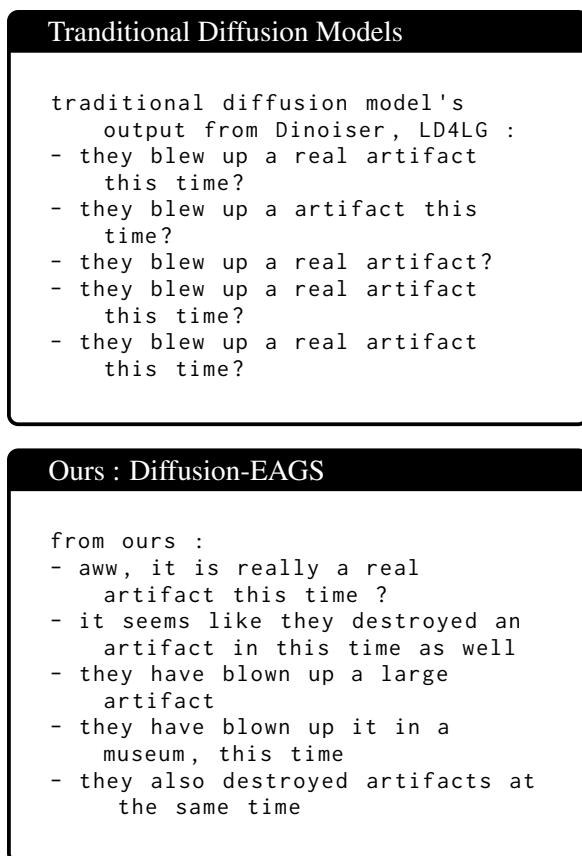 Tranditional Diffusion Models
traditional diffusion model's
output from Dinoiser, LD4LG :
- they blew up a real artifact
this time?
- they blew up a artifact this
time?
- they blew up a real artifact?
- they blew up a real artifact
this time?
- they blew up a real artifact
this time?
Ours : Diffusion-EAGS
from ours :
- aww, it is really a real
artifact this time ?
- it seems like they destroyed an
artifact in this time as well
- they have blown up a large
artifact
- they have blown up it in a
museum, this time
- they also destroyed artifacts at
the same time